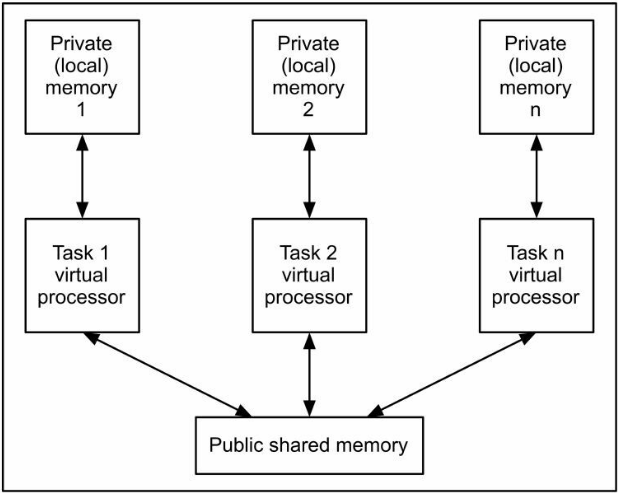 Private
(local)
memory
1
Private
(local)
memory
2
Private
(local)
memory
n
Task 1
virtual
processor
Task 2
virtual
processor
Task n
virtual
processor
Public shared memory